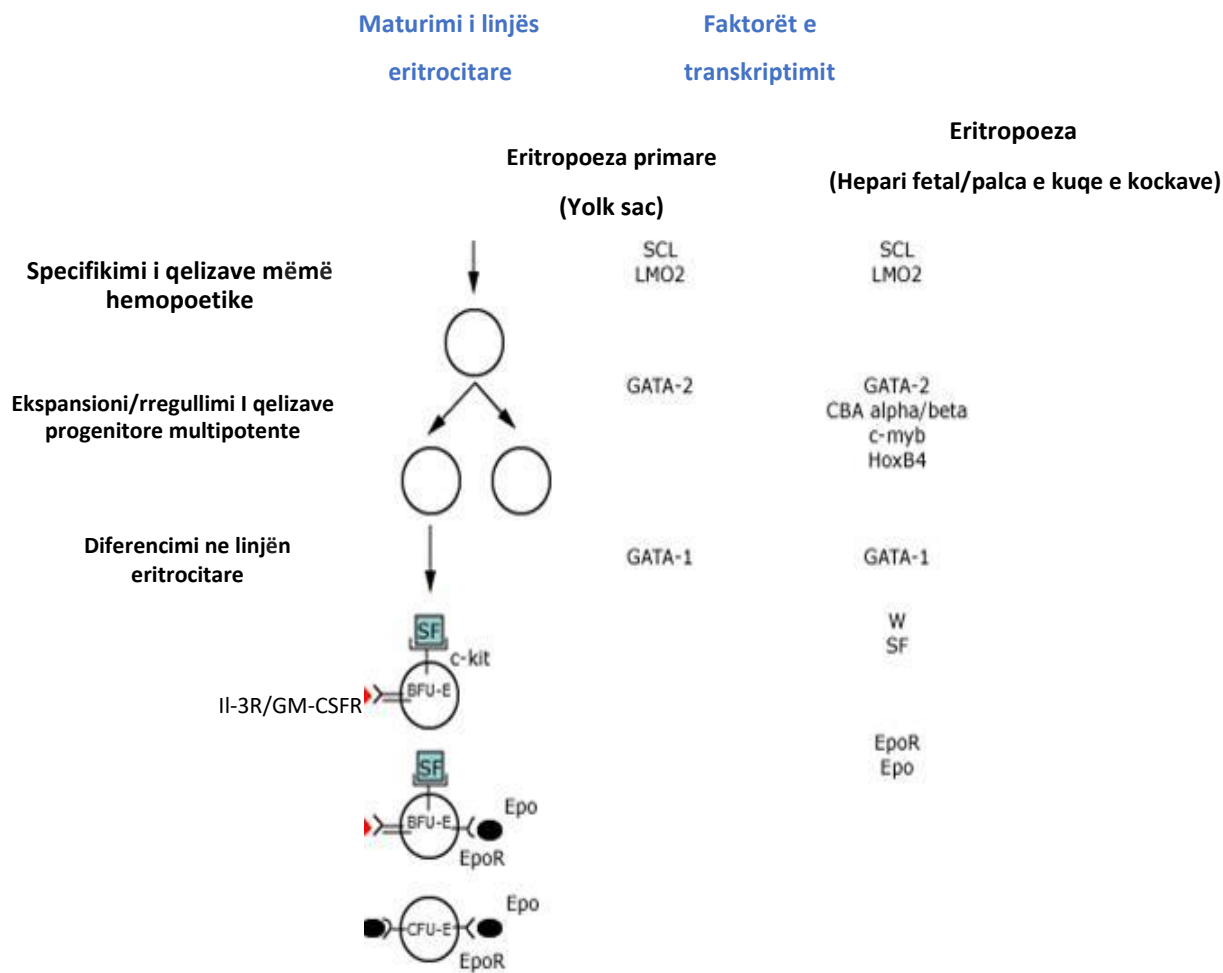 Maturimi i linjës
eritrocitare
Faktorët e
transkriptimit
Eritropoeza primare
(Yolk sac)
Eritropoeza
(Hepari fetal/palca e kuqe e kockave)
Specifikimi i qelizave mëmë
hemopoetike
SCL
LMO2
SCL
LMO2
Ekspansioni/rregullimi I qelizave
progenitore multipotente
GATA-2
GATA-2
CBA alpha/beta
c-myb
HoxB4
Diferencimi ne linjën
eritrocitare
GATA-1
GATA-1
W
SF
SF
c-kit
BFU-E
Il-3R/GM-CSFR
EpoR
Epo
SF
Epo
BFU-E
EpoR
Epo
CFU-E
EpoR